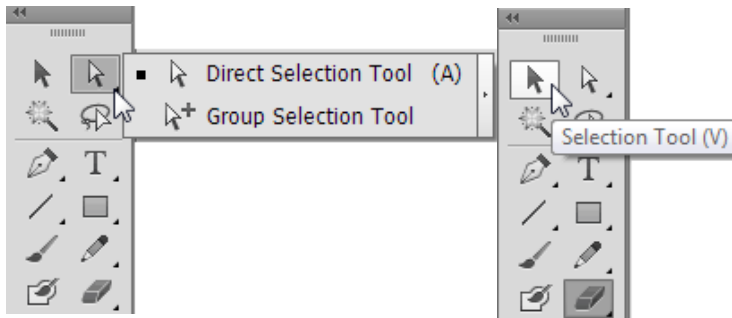 Direct Selection Tool (A)
Group Selection Tool
Selection Tool (V)
T
T